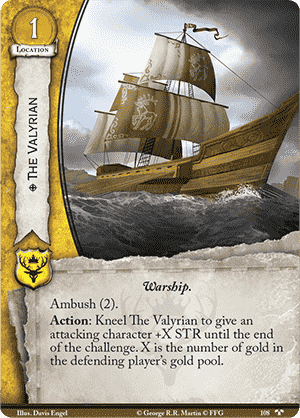 1
Location
The Valyrian
Warship.
Ambush (2).
Action: Kneel The Valyrian to give an
attacking character +X STR until the end
of the challenge. X is the number of gold in
the defending player's gold pool.
Illus. Davis Engel
© George R.R. Martin © FFG
108